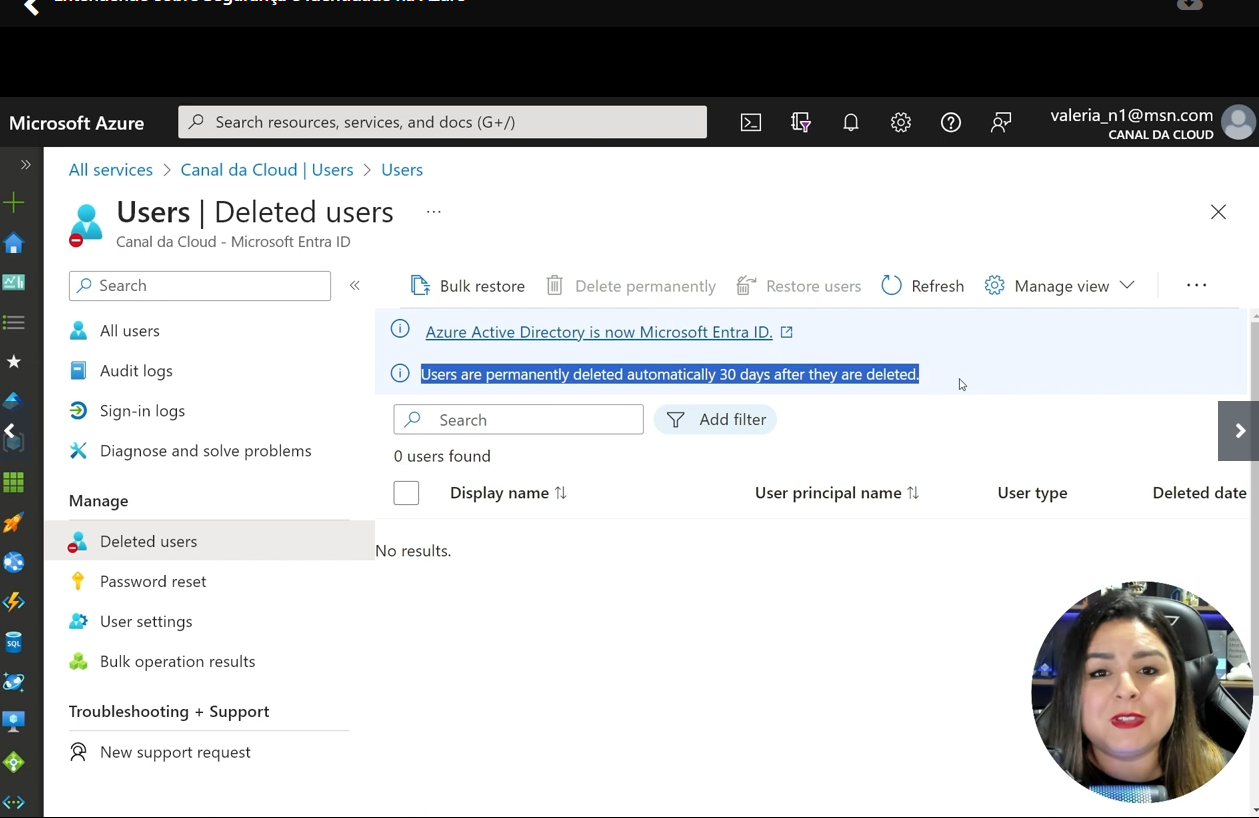 Microsoft Azure
Search resources, services, and docs (G+/)
valeria_n1@msn.com
CANAL DA CLOUD
All services > Canal da Cloud | Users > Users
Users | Deleted users ...
Canal da Cloud - Microsoft Entra ID
Search
Bulk restore
Delete permanently
Restore users
Refresh
Manage view
All users
Audit logs
Sign-in logs
Diagnose and solve problems
Manage
Deleted users
Password reset
User settings
Bulk operation results
Troubleshooting + Support
New support request
Azure Active Directory is now Microsoft Entra ID.
Users are permanently deleted automatically 30 days after they are deleted.
Search
Add filter
0 users found
Display name
User principal name
User type
Deleted date
No results.
SQL